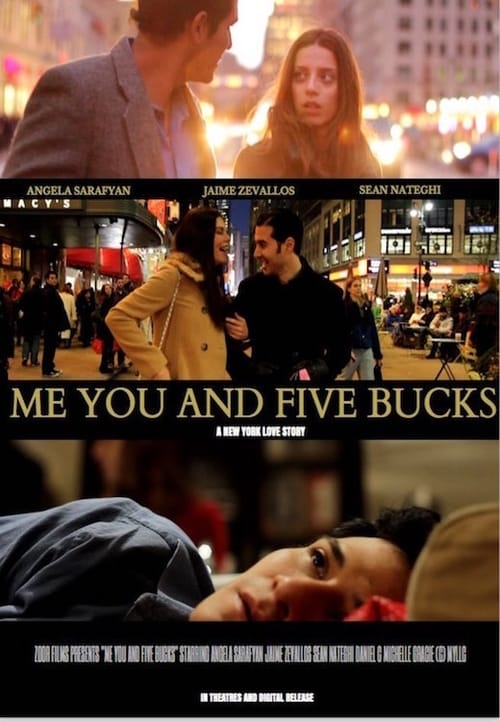 ANGELA SARAFYAN JAIME ZEVALLOS SEAN NATEGHI
MACY'S
ME YOU AND FIVE BUCKS
A NEW YORK LOVE STORY
ZOOR FILMS PRESENTS "ME YOU AND FIVE BUCKS" STARRING ANGELA SARAFYAN JAIME ZEVALLOS SEAN NATEGHI DANIEL C MICHELLE GRACIE (C) MYLLC
IN THEATRES AND DIGITAL RELEASE